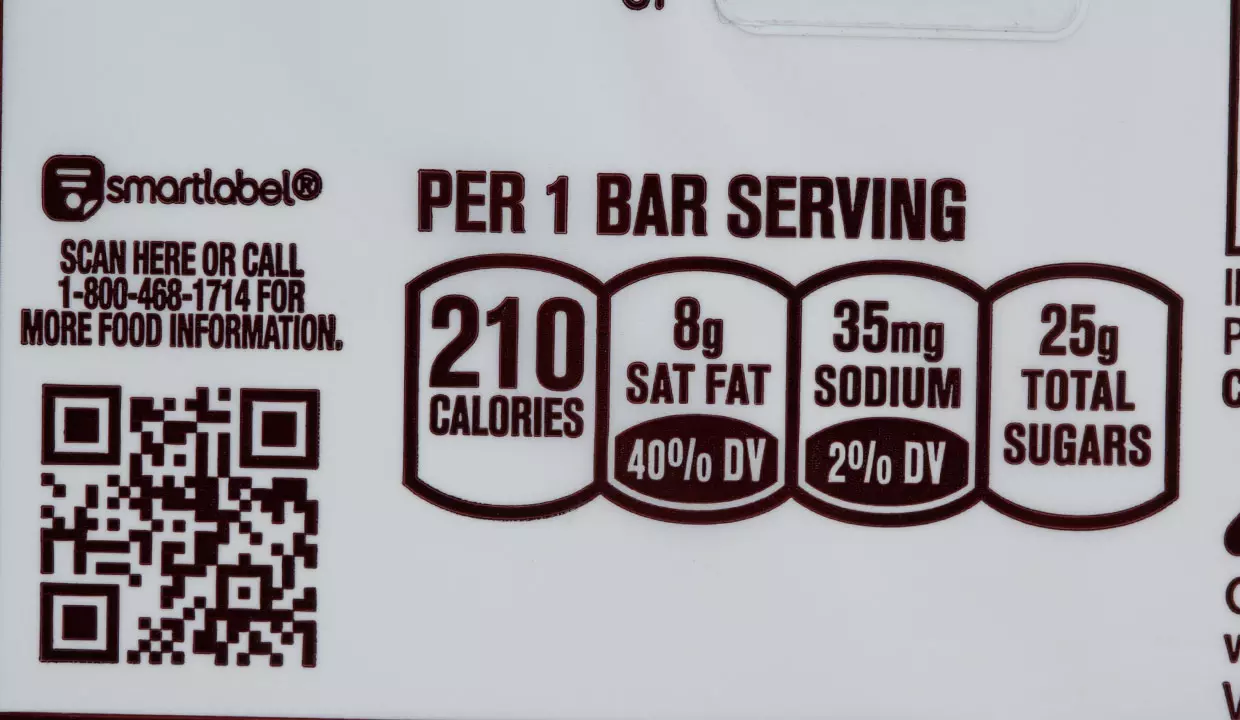 smartlabel®
SCAN HERE OR CALL
1-800-468-1714 FOR
MORE FOOD INFORMATION.
PER 1 BAR SERVING
210
CALORIES
8g
SAT FAT
40% DV
35mg
SODIUM
2% DV
25g
TOTAL
SUGARS